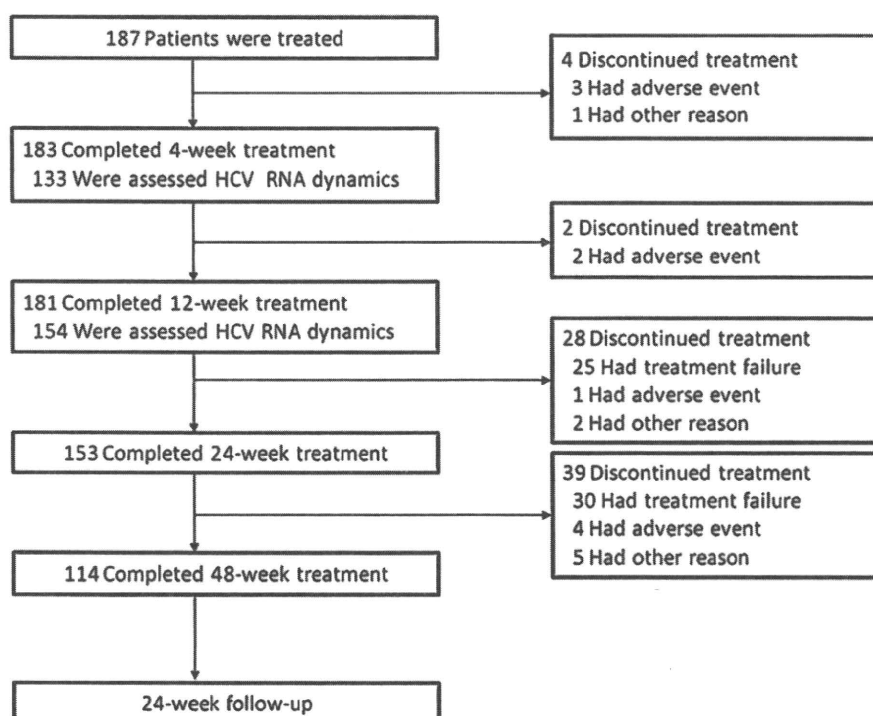 187 Patients were treated
4 Discontinued treatment
3 Had adverse event
1 Had other reason
183 Completed 4-week treatment
133 Were assessed HCV RNA dynamics
2 Discontinued treatment
2 Had adverse event
181 Completed 12-week treatment
154 Were assessed HCV RNA dynamics
28 Discontinued treatment
25 Had treatment failure
1 Had adverse event
2 Had other reason
153 Completed 24-week treatment
39 Discontinued treatment
30 Had treatment failure
4 Had adverse event
5 Had other reason
114 Completed 48-week treatment
24-week follow-up